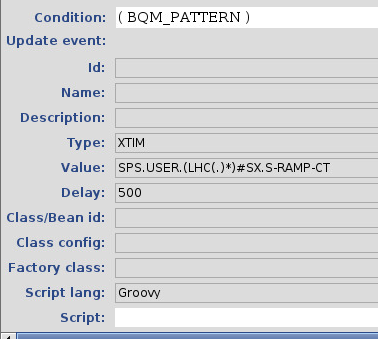 Condition: ( BQM_PATTERN )
Update event:
Id:
Name:
Description:
Type: XTIM
Value: SPS.USER.(LHC(.)*)#SX.S-RAMP-CT
Delay: 500
Class/Bean id:
Class config:
Factory class:
Script lang: Groovy
Script: